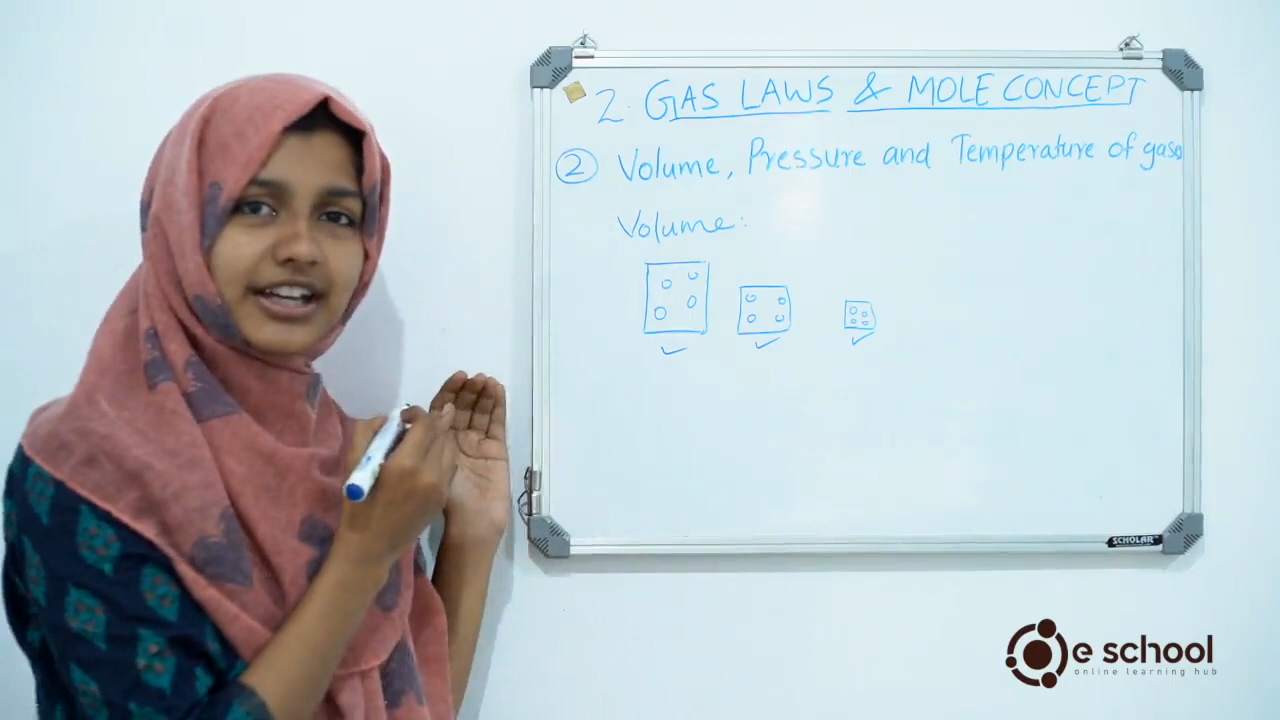 2. GAS LAWS & MOLE CONCEPT
2 Volume, Pressure and Temperature of gases
Volume:
SCHOLAR
e school
online learning hub